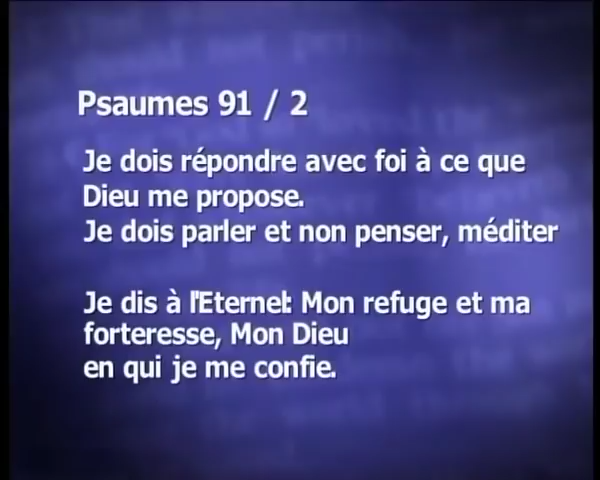 Psaumes 91 / 2
Je dois répondre avec foi à ce que
Dieu me propose.
Je dois parler et non penser, méditer
Je dis à l'Eternel: Mon refuge et ma
forteresse, Mon Dieu
en qui je me confie.